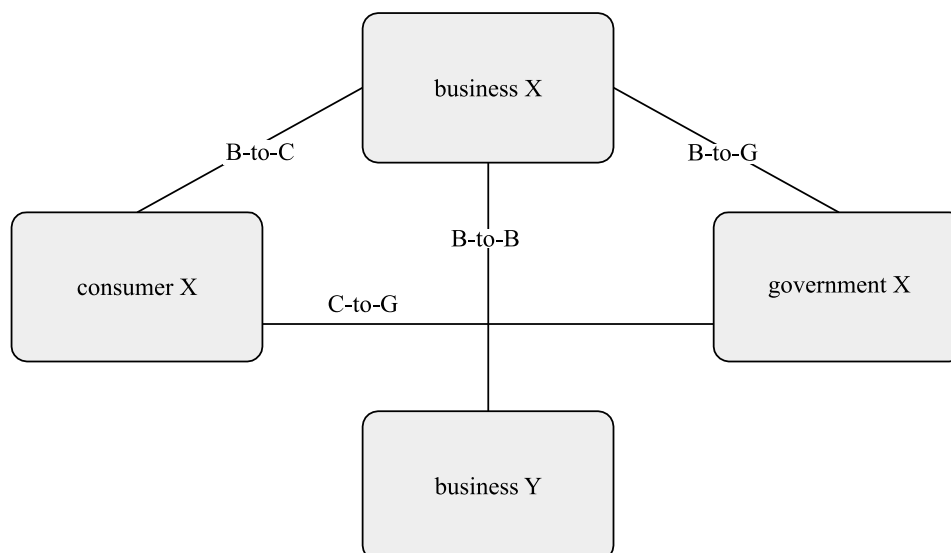 business X
B-to-C
B-to-G
B-to-B
consumer X
government X
C-to-G
business Y